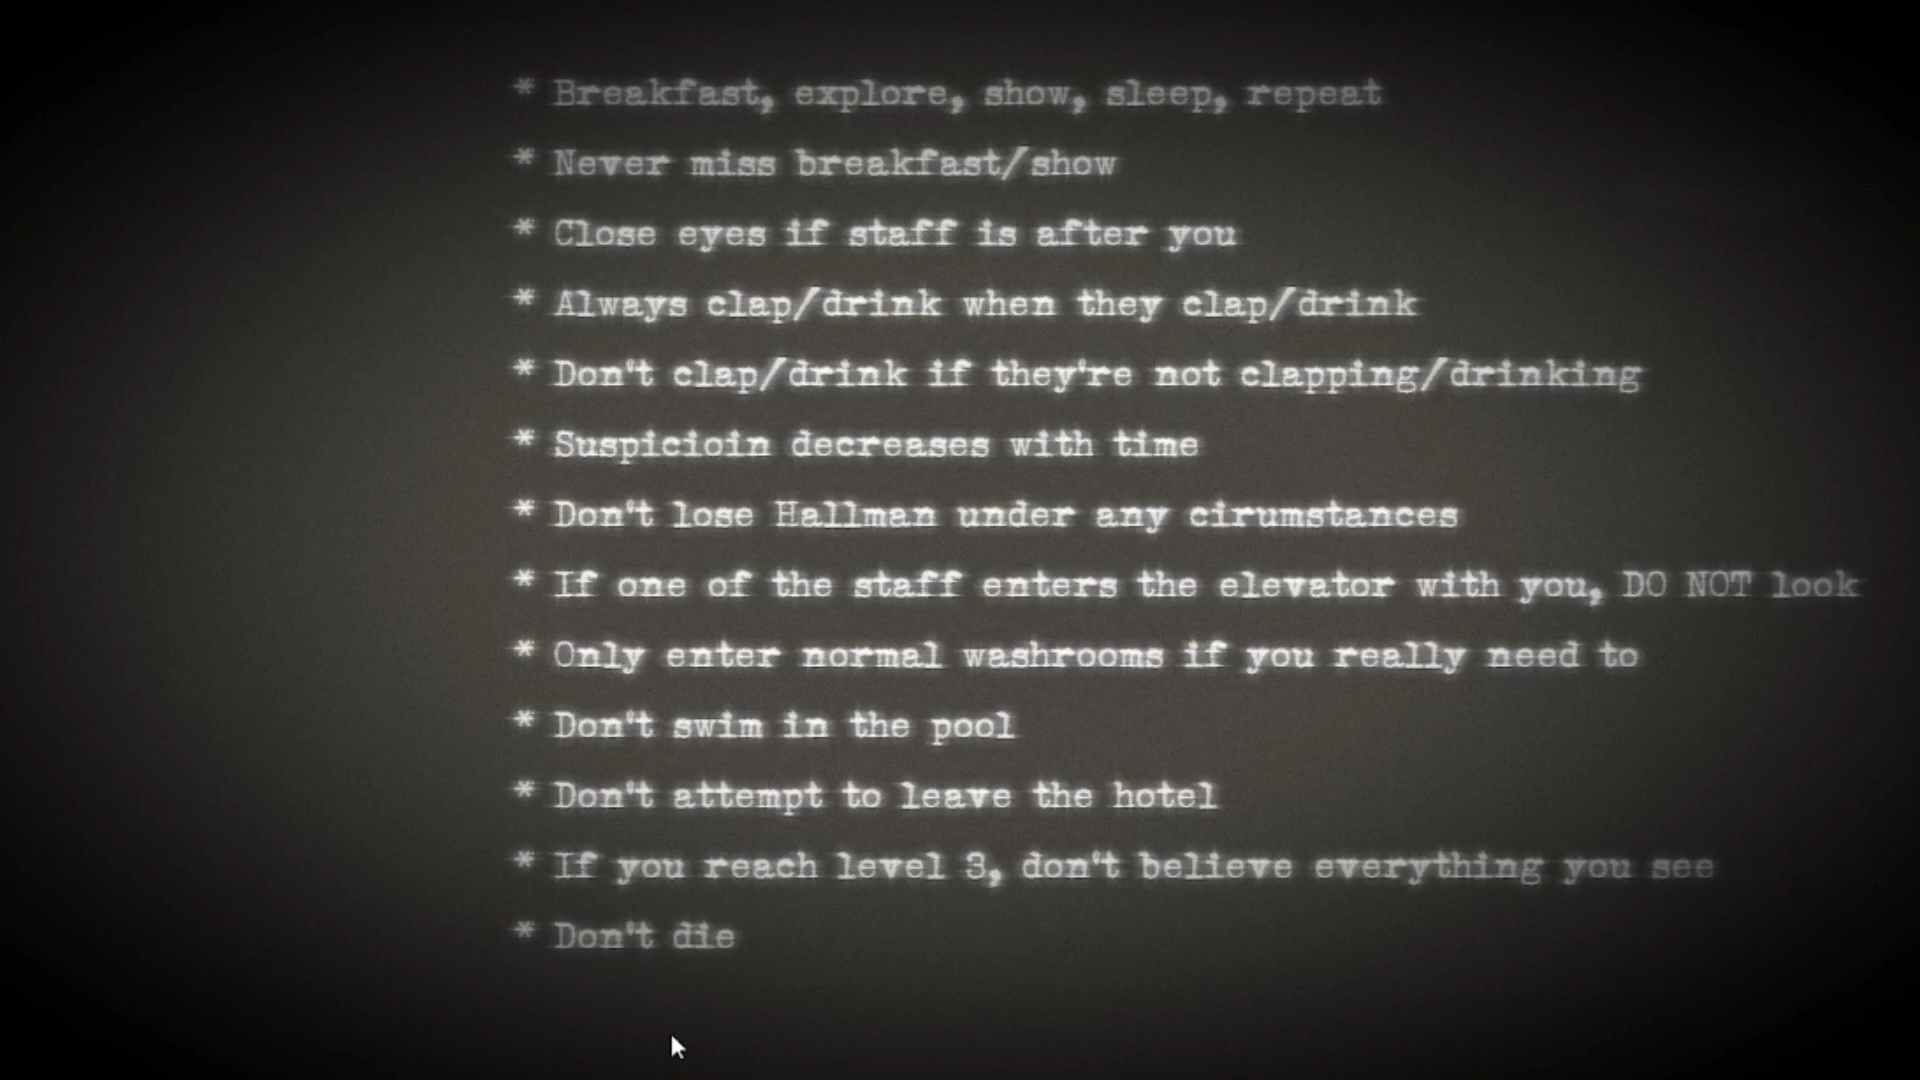 * Breakfast, explore, show, sleep, repeat
* Never miss breakfast/show
* Close eyes if staff is after you
* Always clap/drink when they clap/drink
* Don't clap/drink if they're not clapping/drinking
* Suspicioin decreases with time
* Don't lose Hallman under any cirumstances
* If one of the staff enters the elevator with you, DO NOT look
* Only enter normal washrooms if you really need to
* Don't swim in the pool
* Don't attempt to leave the hotel
* If you reach level 3, don't believe everything you see
* Don't die